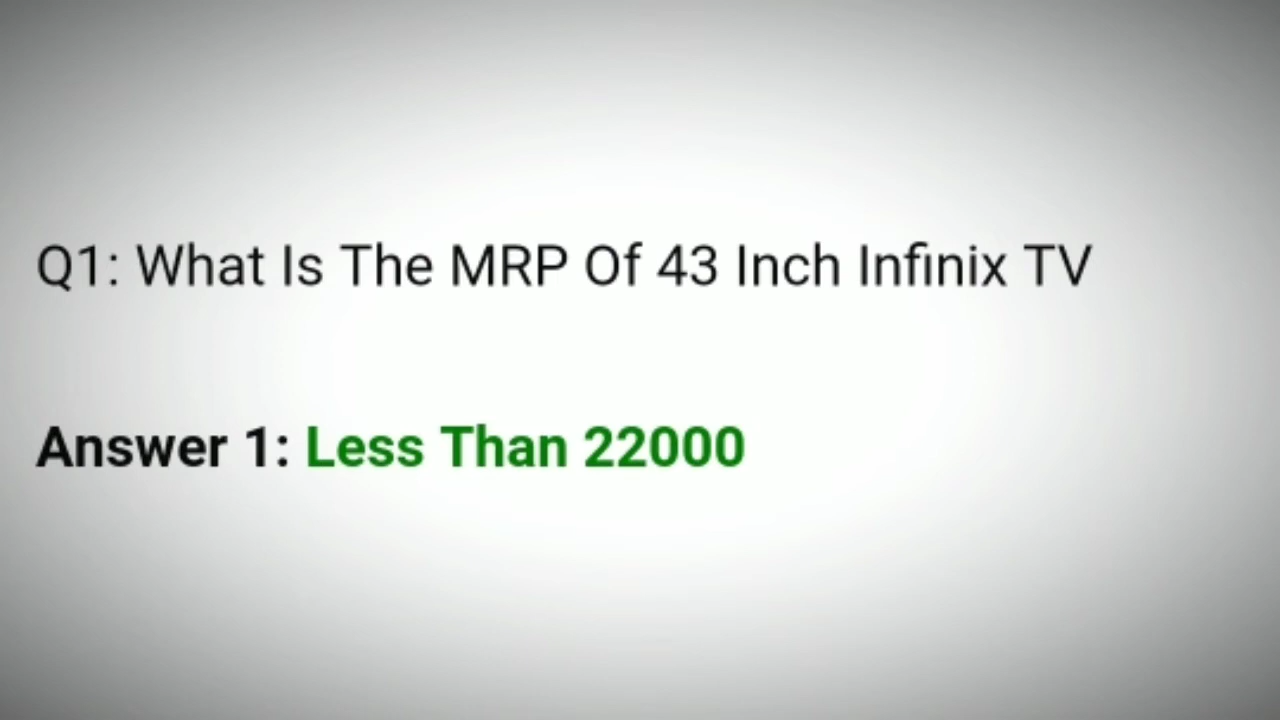 Q1: What Is The MRP Of 43 Inch Infinix TV
Answer 1: Less Than 22000